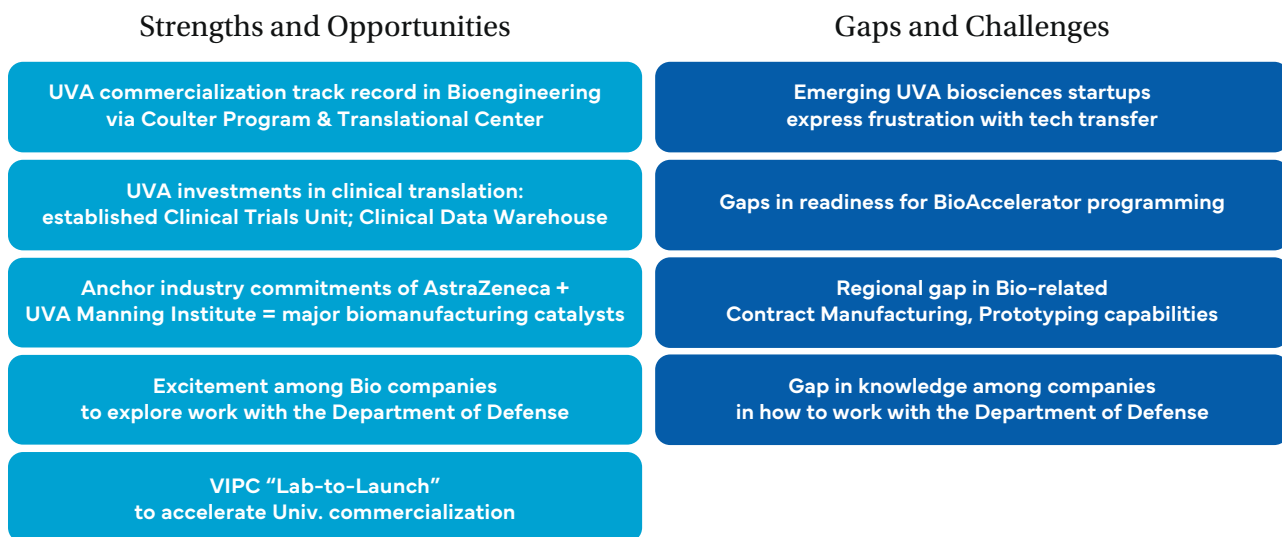 Strengths and Opportunities
UVA commercialization track record in Bioengineering
via Coulter Program & Translational Center
UVA investments in clinical translation:
established Clinical Trials Unit; Clinical Data Warehouse
Anchor industry commitments of AstraZeneca +
UVA Manning Institute = major biomanufacturing catalysts
Excitement among Bio companies
to explore work with the Department of Defense
VIPC “Lab-to-Launch”
to accelerate Univ. commercialization
Gaps and Challenges
Emerging UVA biosciences startups
express frustration with tech transfer
Gaps in readiness for BioAccelerator programming
Regional gap in Bio-related
Contract Manufacturing, Prototyping capabilities
Gap in knowledge among companies
in how to work with the Department of Defense